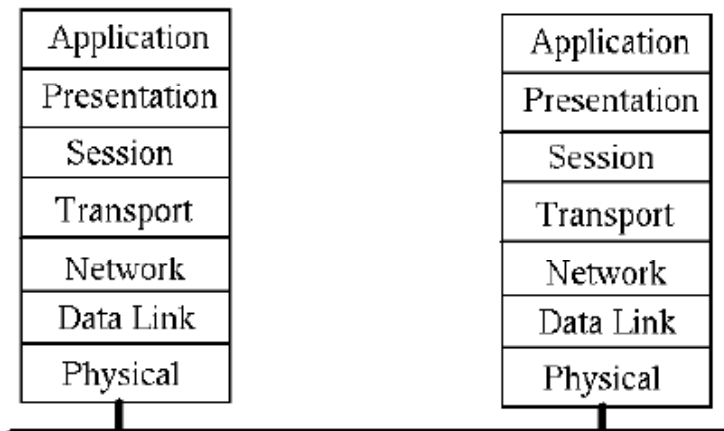 Application
Presentation
Session
Transport
Network
Data Link
Physical
Application
Presentation
Session
Transport
Network
Data Link
Physical